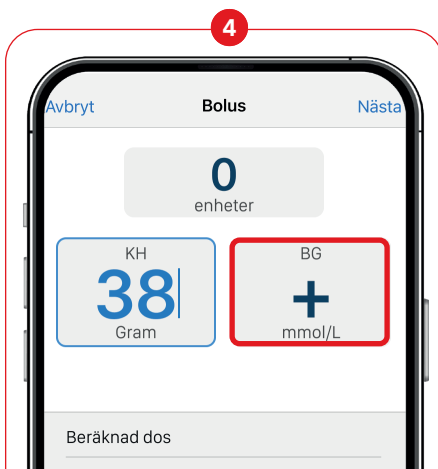 4
Avbryt Bolus Nästa
0
enheter
KH
38
Gram
BG
+
mmol/L
Beräknad dos